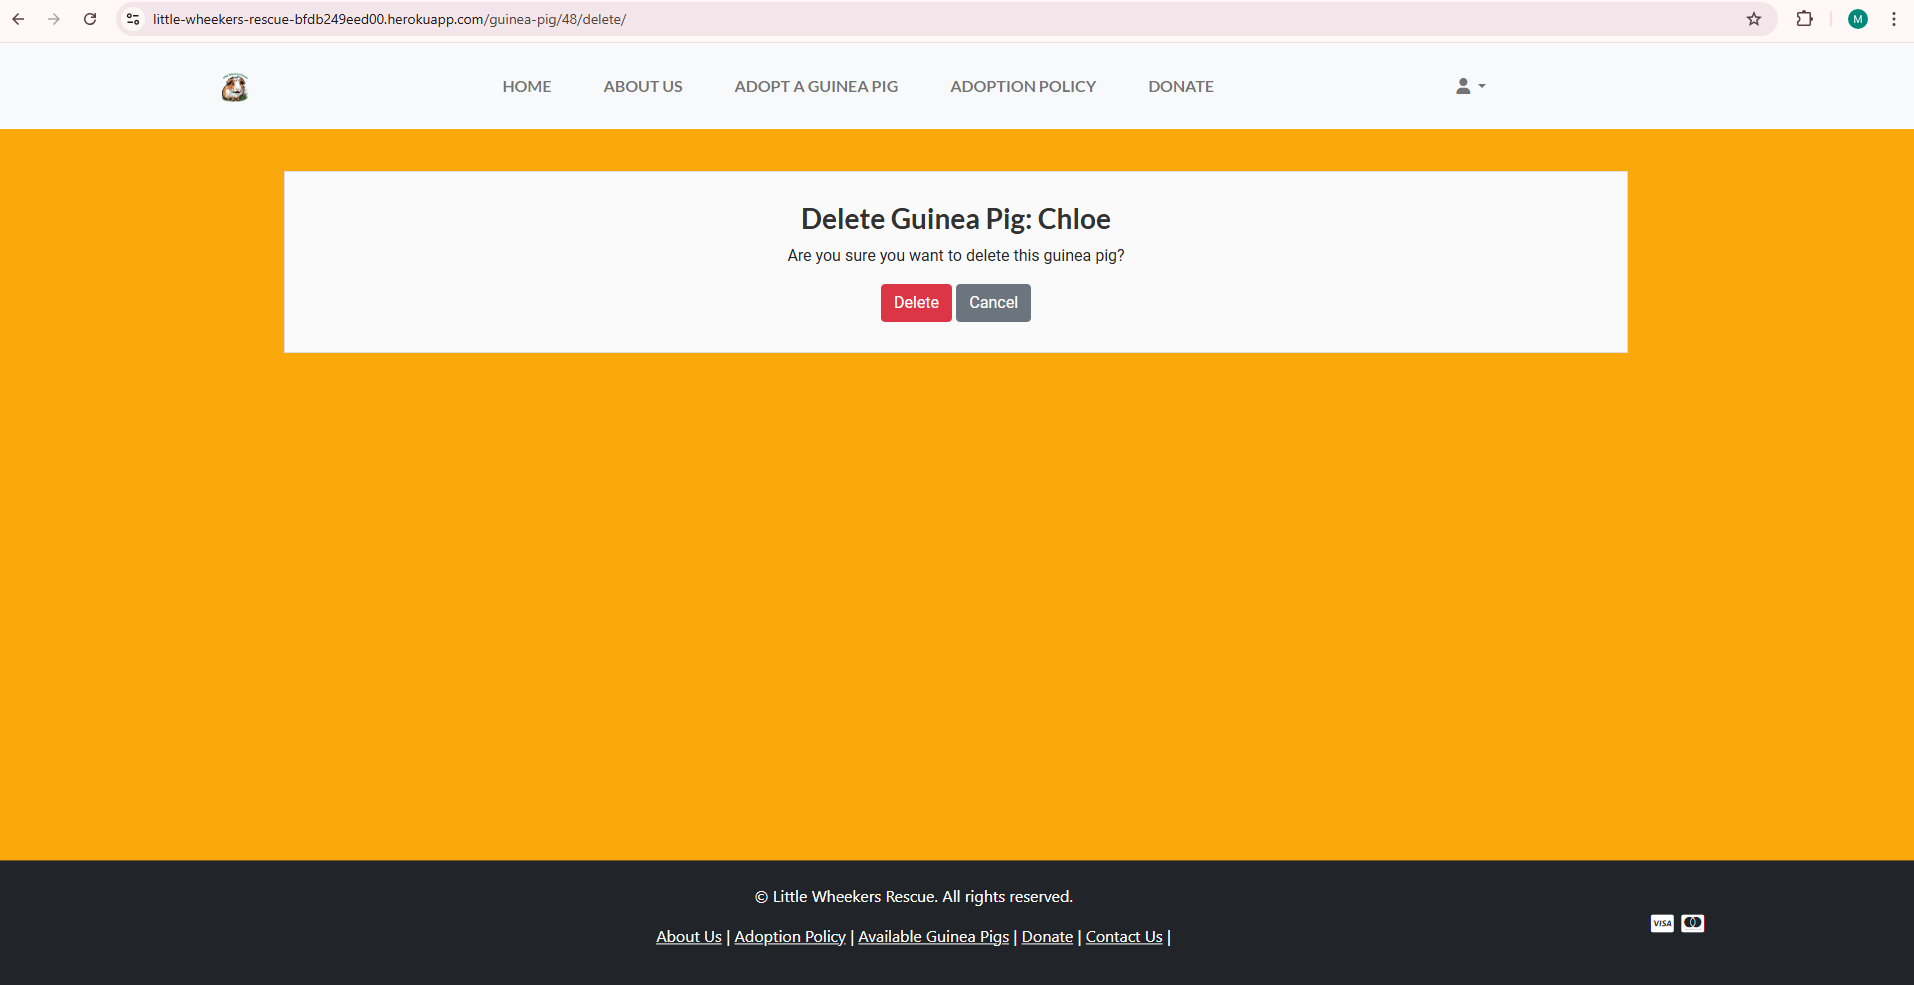 little-wheekers-rescue-bfdb249eed00.herokuapp.com/guinea-pig/48/delete/
M
HOME ABOUT US ADOPT A GUINEA PIG ADOPTION POLICY DONATE
Delete Guinea Pig: Chloe
Are you sure you want to delete this guinea pig?
Delete Cancel
© Little Wheekers Rescue. All rights reserved.
About Us | Adoption Policy | Available Guinea Pigs | Donate | Contact Us |
VISA